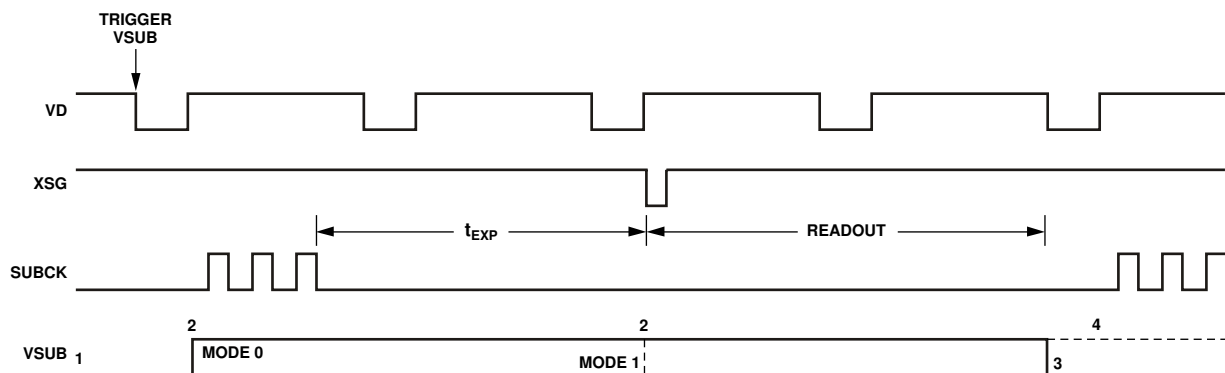 TRIGGER
VSUB
VD
XSG
tEXP
READOUT
SUBCK
2
2
4
VSUB 1
MODE 0
MODE 1
3